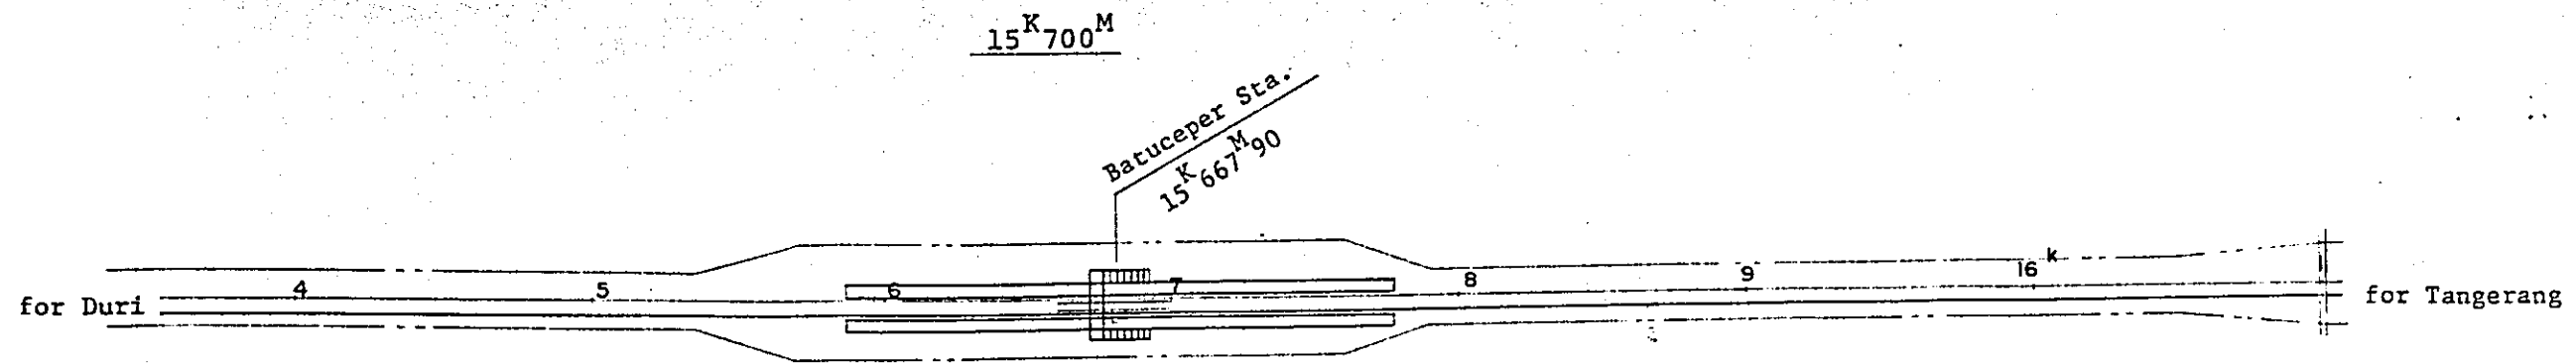 15K700M
Batuceper Sta.
15K667M90
4 5 6 7 8 9 16k
for Duri
for Tangerang